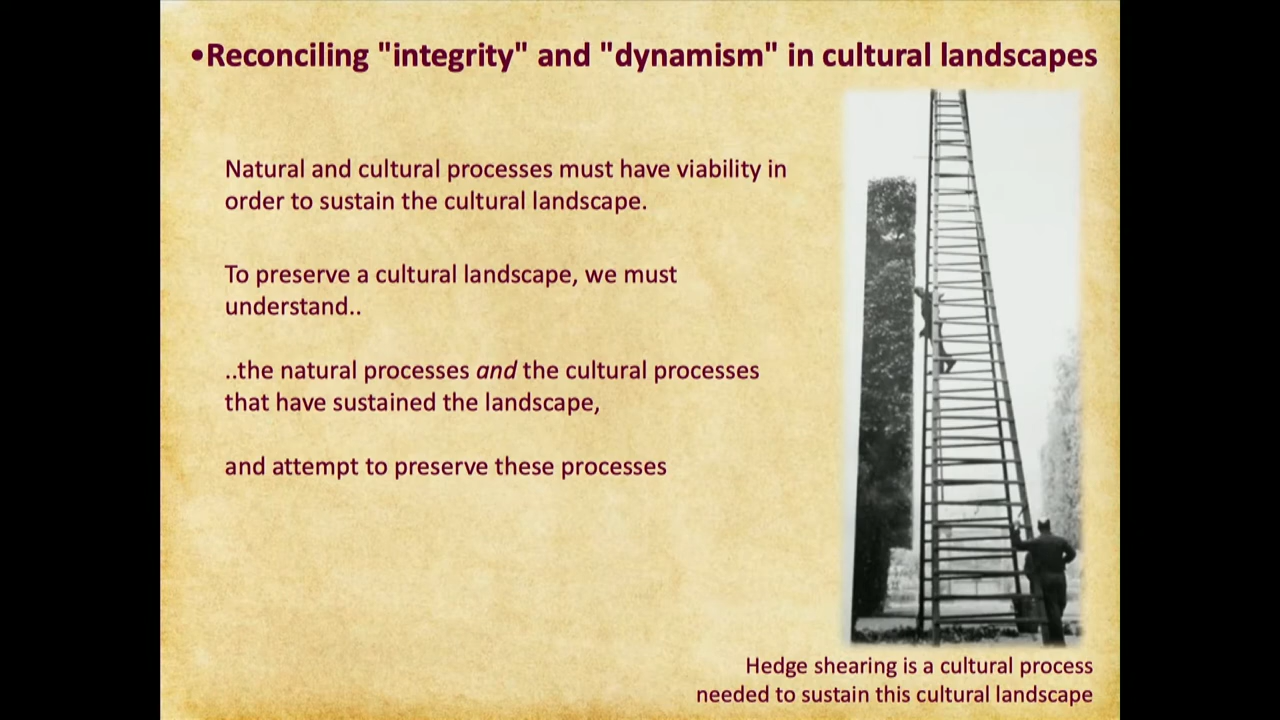 •Reconciling "integrity" and "dynamism" in cultural landscapes
Natural and cultural processes must have viability in
order to sustain the cultural landscape.
To preserve a cultural landscape, we must
understand..
..the natural processes and the cultural processes
that have sustained the landscape,
and attempt to preserve these processes
Hedge shearing is a cultural process
needed to sustain this cultural landscape